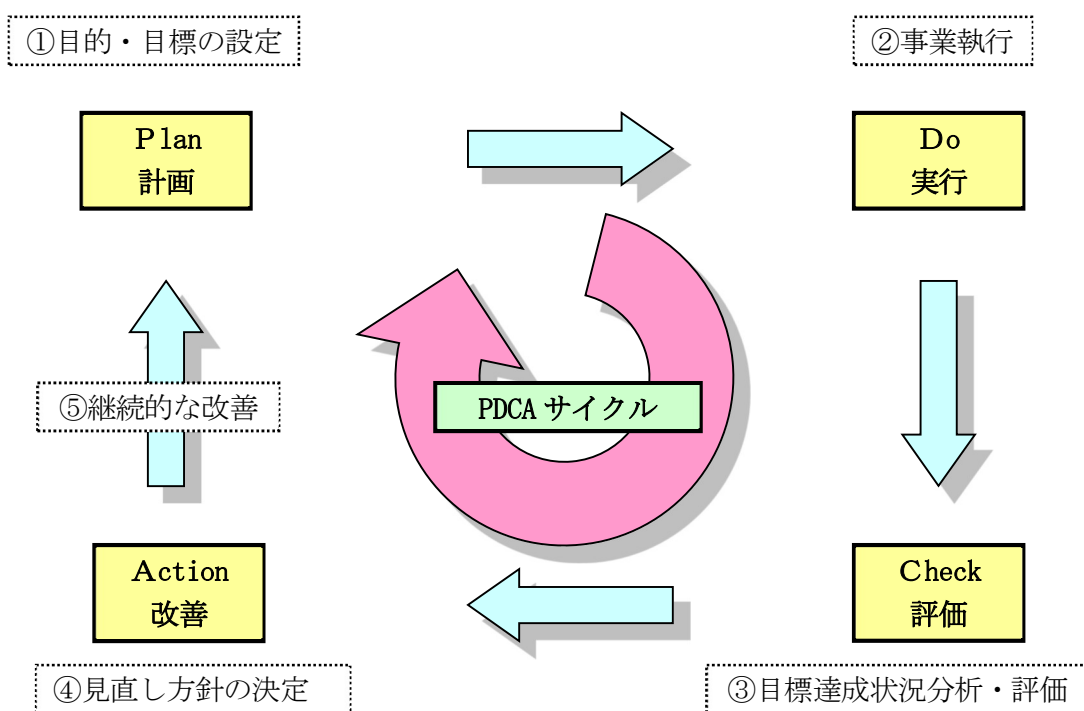 ①目的・目標の設定
②事業執行
Plan
計画
Do
実行
⑤継続的な改善
PDCA サイクル
Action
改善
Check
評価
④見直し方針の決定
③目標達成状況分析・評価